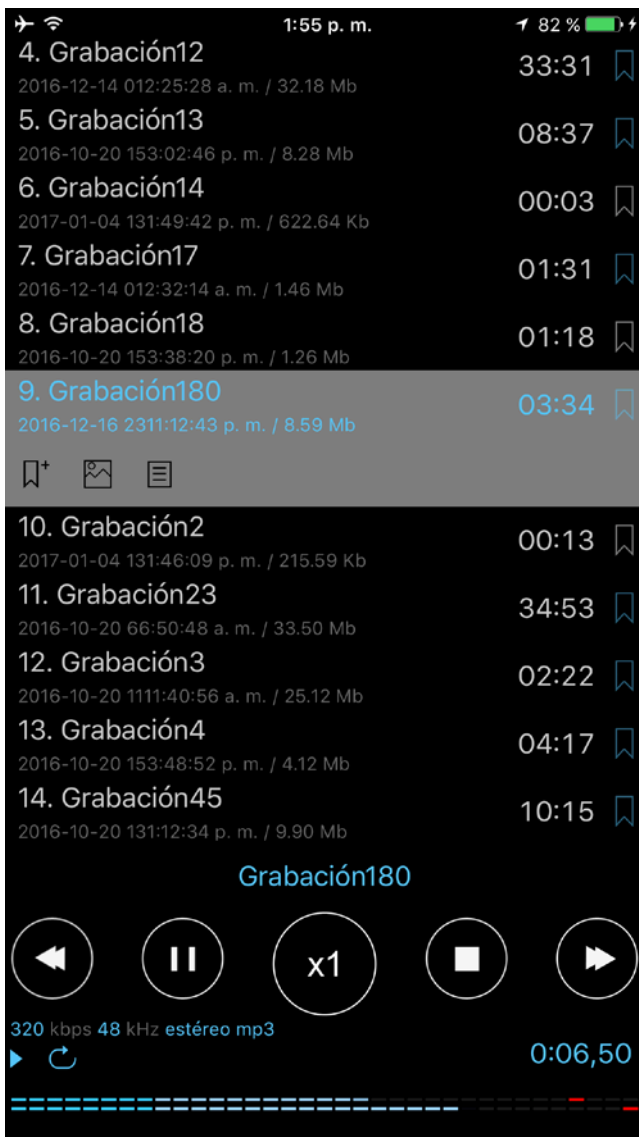 1:55 p. m.
82 %
4. Grabación12
33:31
2016-12-14 012:25:28 a. m. / 32.18 Mb
5. Grabación13
08:37
2016-10-20 153:02:46 p. m. / 8.28 Mb
6. Grabación14
00:03
2017-01-04 131:49:42 p. m. / 622.64 Kb
7. Grabación17
01:31
2016-12-14 012:32:14 a. m. / 1.46 Mb
8. Grabación18
01:18
2016-10-20 153:38:20 p. m. / 1.26 Mb
9. Grabación180
03:34
2016-12-16 2311:12:43 p. m. / 8.59 Mb
10. Grabación2
00:13
2017-01-04 131:46:09 p. m. / 215.59 Kb
11. Grabación23
34:53
2016-10-20 66:50:48 a. m. / 33.50 Mb
12. Grabación3
02:22
2016-10-20 1111:40:56 a. m. / 25.12 Mb
13. Grabación4
04:17
2016-10-20 153:48:52 p. m. / 4.12 Mb
14. Grabación45
10:15
2016-10-20 131:12:34 p. m. / 9.90 Mb
Grabación180
x1
320 kbps 48 kHz estéreo mp3
0:06,50